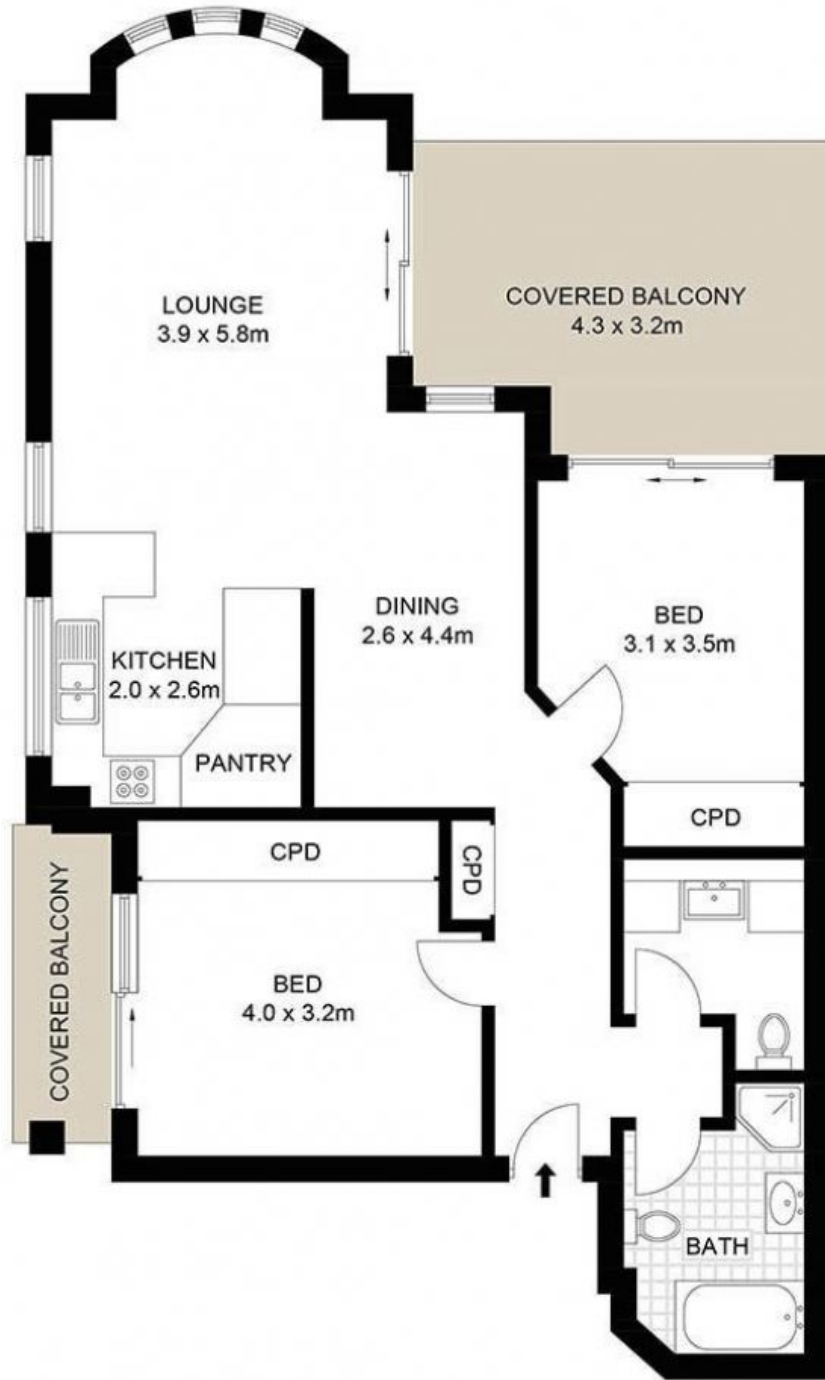 LOUNGE
3.9 x 5.8m
COVERED BALCONY
4.3 x 3.2m
DINING
2.6 x 4.4m
BED
3.1 x 3.5m
KITCHEN
2.0 x 2.6m
PANTRY
CPD
CPD
CPD
COVERED BALCONY
BED
4.0 x 3.2m
BATH